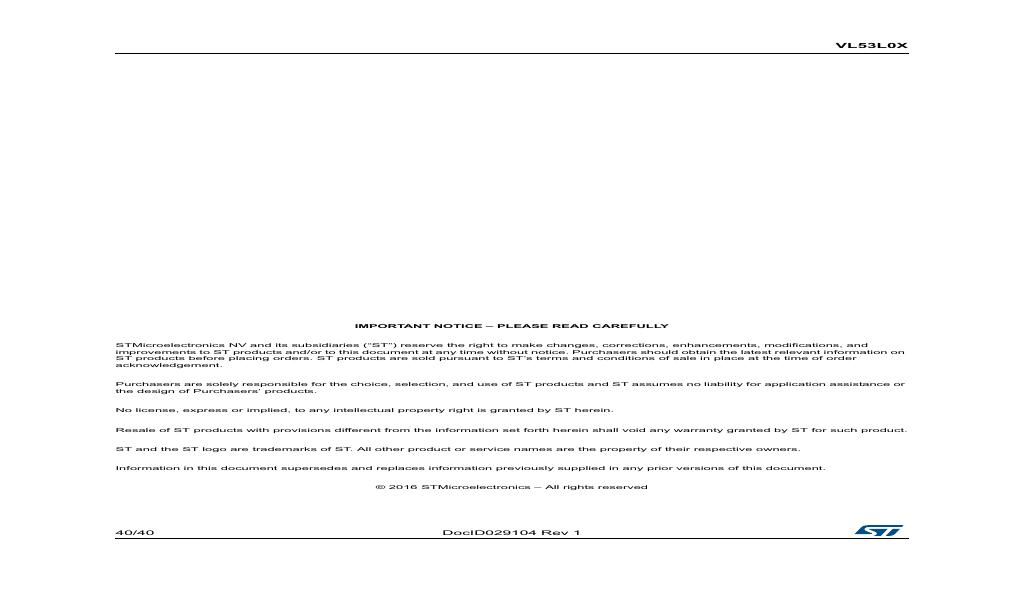 VL53L0X
IMPORTANT NOTICE – PLEASE READ CAREFULLY
STMicroelectronics NV and its subsidiaries ("ST") reserve the right to make changes, corrections, enhancements, modifications, and
improvements to ST products and/or to this document at any time without notice. Purchasers should obtain the latest relevant information on
ST products before placing orders. ST products are sold pursuant to ST's terms and conditions of sale in place at the time of order
acknowledgement.
Purchasers are solely responsible for the choice, selection, and use of ST products and ST assumes no liability for application assistance or
the design of Purchasers' products.
No license, express or implied, to any intellectual property right is granted by ST herein.
Resale of ST products with provisions different from the information set forth herein shall void any warranty granted by ST for such product.
ST and the ST logo are trademarks of ST. All other product or service names are the property of their respective owners.
Information in this document supersedes and replaces information previously supplied in any prior versions of this document.
© 2016 STMicroelectronics – All rights reserved
40/40 DocID029104 Rev 1 ST